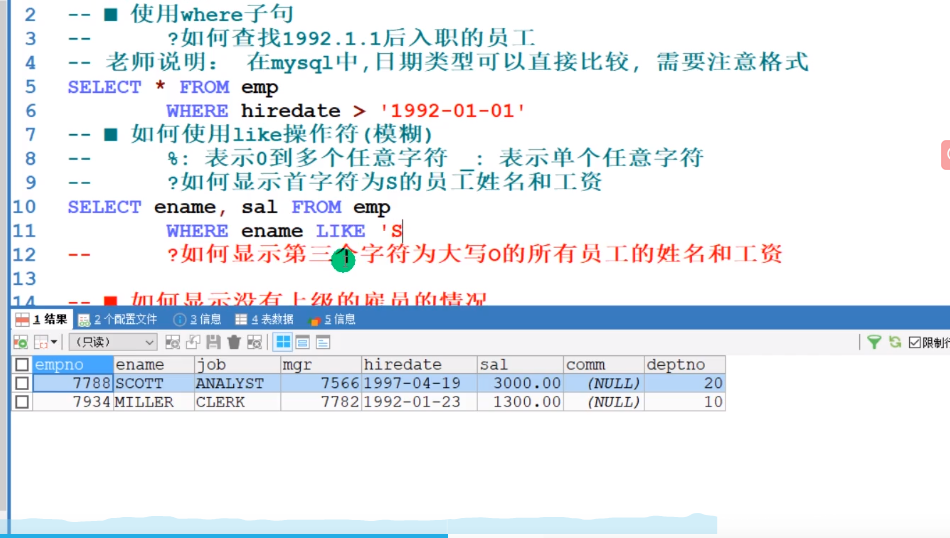 2 -- ■ 使用where子句
3 -- ?如何查找1992.1.1后入职的员工
4 -- 老师说明： 在mysql中,日期类型可以直接比较, 需要注意格式
5 SELECT * FROM emp
6 WHERE hiredate > '1992-01-01'
7 -- ■ 如何使用like操作符(模糊)
8 -- %: 表示0到多个任意字符 _: 表示单个任意字符
9 -- ?如何显示首字符为S的员工姓名和工资
10 SELECT ename, sal FROM emp
11 WHERE ename LIKE 'S
12 -- ?如何显示第三个字符为大写O的所有员工的姓名和工资
13
14 -- ■ 如何显示没有上级的雇员的情况
1 结果 2 个配置文件 3 信息 4 表数据 5 信息
（只读） 限制行
empno ename job mgr hiredate sal comm deptno
7788 SCOTT ANALYST 7566 1997-04-19 3000.00 (NULL) 20
7934 MILLER CLERK 7782 1992-01-23 1300.00 (NULL) 10